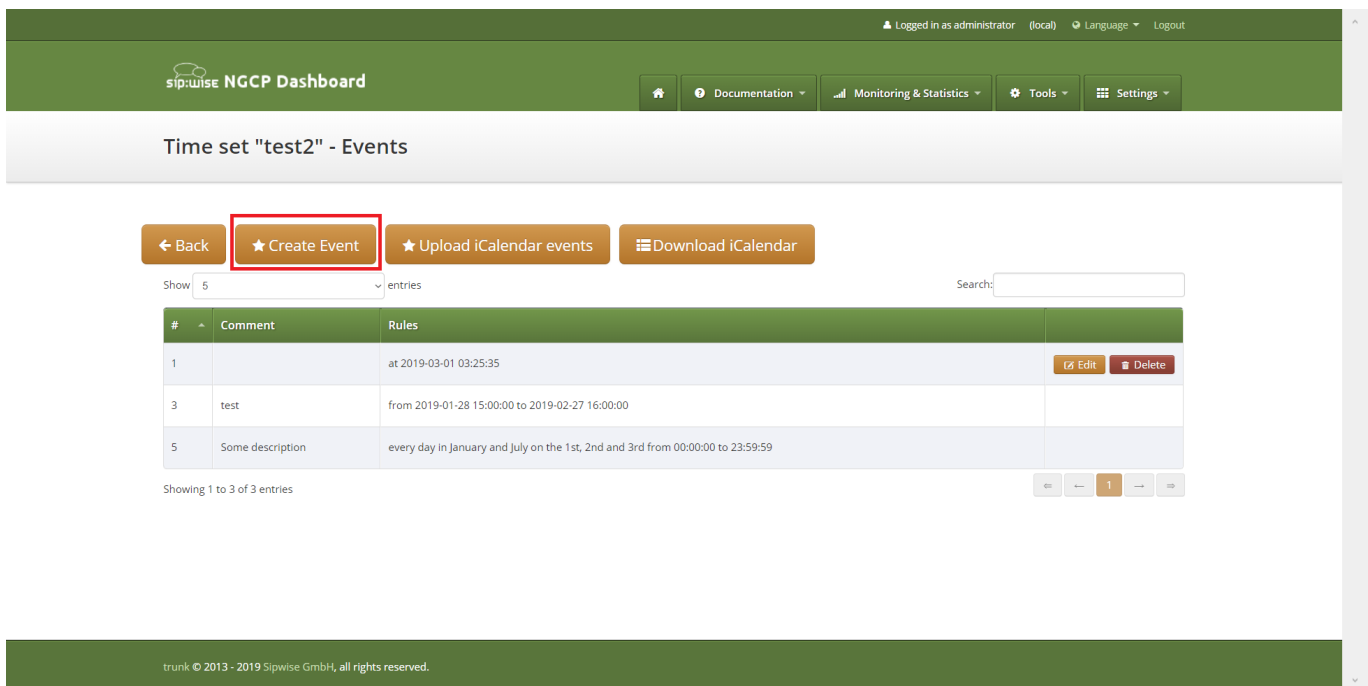 Logged in as administrator (local) Language Logout
sip:wise NGCP Dashboard
Documentation Monitoring & Statistics Tools Settings
Time set "test2" - Events
Back Create Event Upload iCalendar events Download iCalendar
Show 5 entries Search:
# Comment Rules
1 at 2019-03-01 03:25:35 Edit Delete
3 test from 2019-01-28 15:00:00 to 2019-02-27 16:00:00
5 Some description every day in January and July on the 1st, 2nd and 3rd from 00:00:00 to 23:59:59
Showing 1 to 3 of 3 entries ⇐ ← 1 → ⇒
trunk © 2013 - 2019 Sipwise GmbH, all rights reserved.